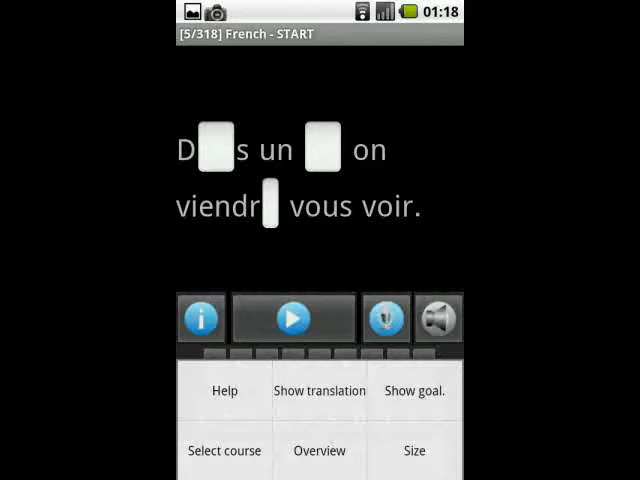 01:18
[5/318] French - START
D s un on
viendr vous voir.
Help
Show translation
Show goal.
Select course
Overview
Size